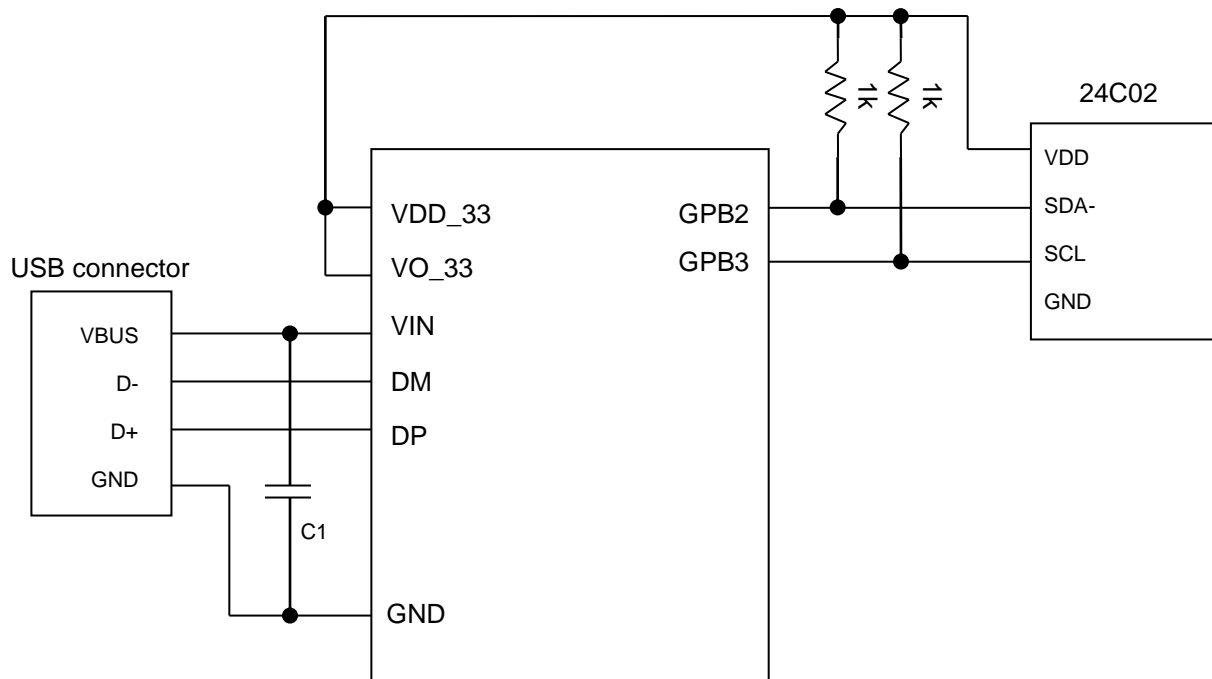 1k
1k
24C02
VDD
SDA-
SCL
GND
VDD_33
VO_33
VIN
DM
DP
GND
GPB2
GPB3
USB connector
VBUS
D-
D+
GND
C1